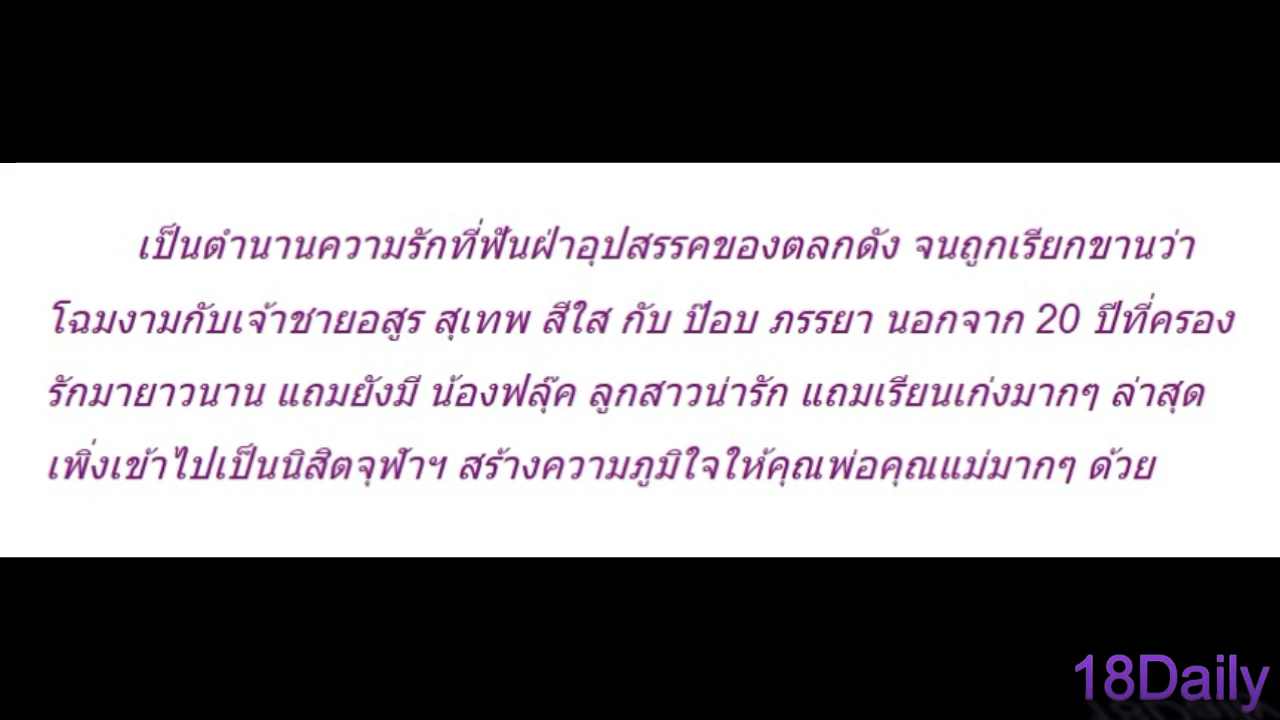 เป็นตำนานความรักที่ฟันฝ่าอุปสรรคของตลกดัง จนถูกเรียกขานว่า
โฉมงามกับเจ้าชายอสูร สุเทพ สีใส กับ ป๊อบ ภรรยา นอกจาก 20 ปีที่ครอง
รักมายาวนาน แถมยังมี น้องฟลุ๊ค ลูกสาวน่ารัก แถมเรียนเก่งมากๆ ล่าสุด
เพิ่งเข้าไปเป็นนิสิตจุฬาฯ สร้างความภูมิใจให้คุณพ่อคุณแม่มากๆ ด้วย
18Daily